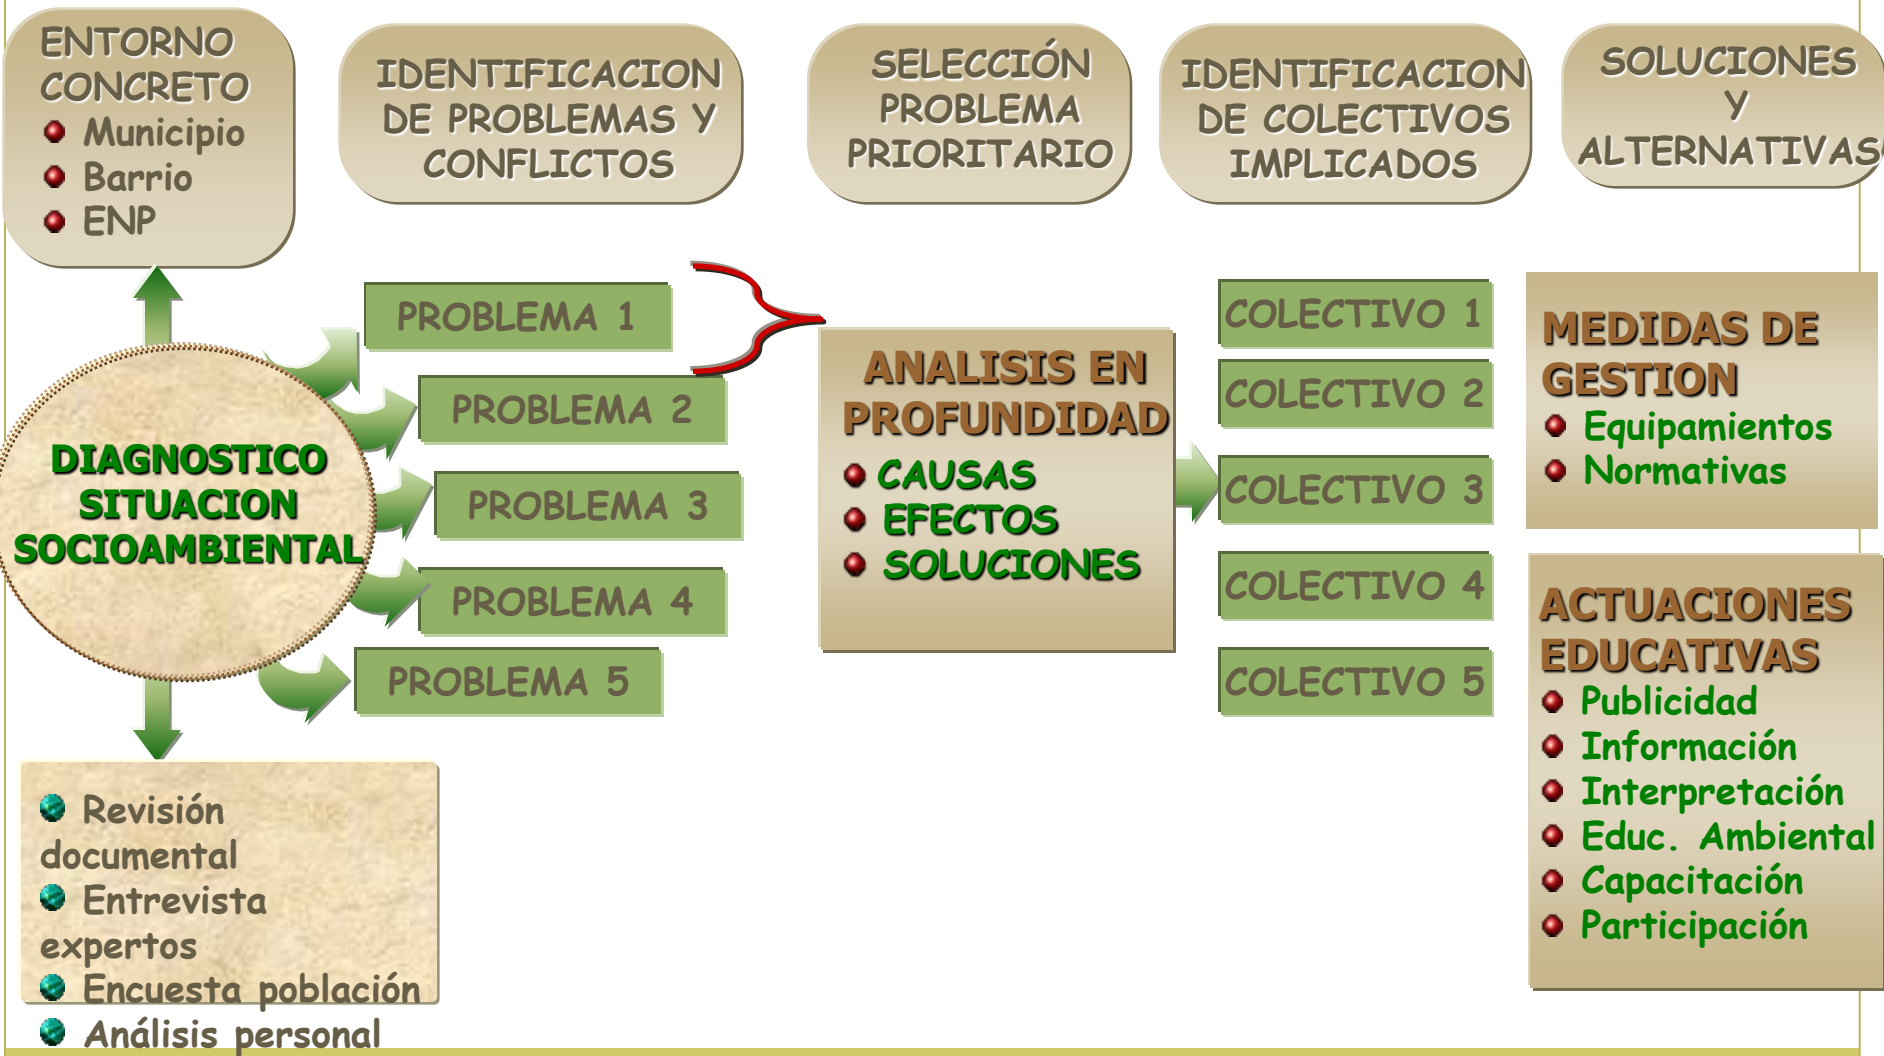 ENTORNO
CONCRETO
Municipio
Barrio
ENP
IDENTIFICACION
DE PROBLEMAS Y
CONFLICTOS
SELECCIÓN
PROBLEMA
PRIORITARIO
IDENTIFICACION
DE COLECTIVOS
IMPLICADOS
SOLUCIONES
Y
ALTERNATIVAS
DIAGNOSTICO
SITUACION
SOCIOAMBIENTAL
PROBLEMA 1
PROBLEMA 2
PROBLEMA 3
PROBLEMA 4
PROBLEMA 5
ANALISIS EN
PROFUNDIDAD
CAUSAS
EFECTOS
SOLUCIONES
COLECTIVO 1
COLECTIVO 2
COLECTIVO 3
COLECTIVO 4
COLECTIVO 5
MEDIDAS DE
GESTION
Equipamientos
Normativas
ACTUACIONES
EDUCATIVAS
Publicidad
Información
Interpretación
Educ. Ambiental
Capacitación
Participación
Revisión
documental
Entrevista
expertos
Encuesta población
Análisis personal